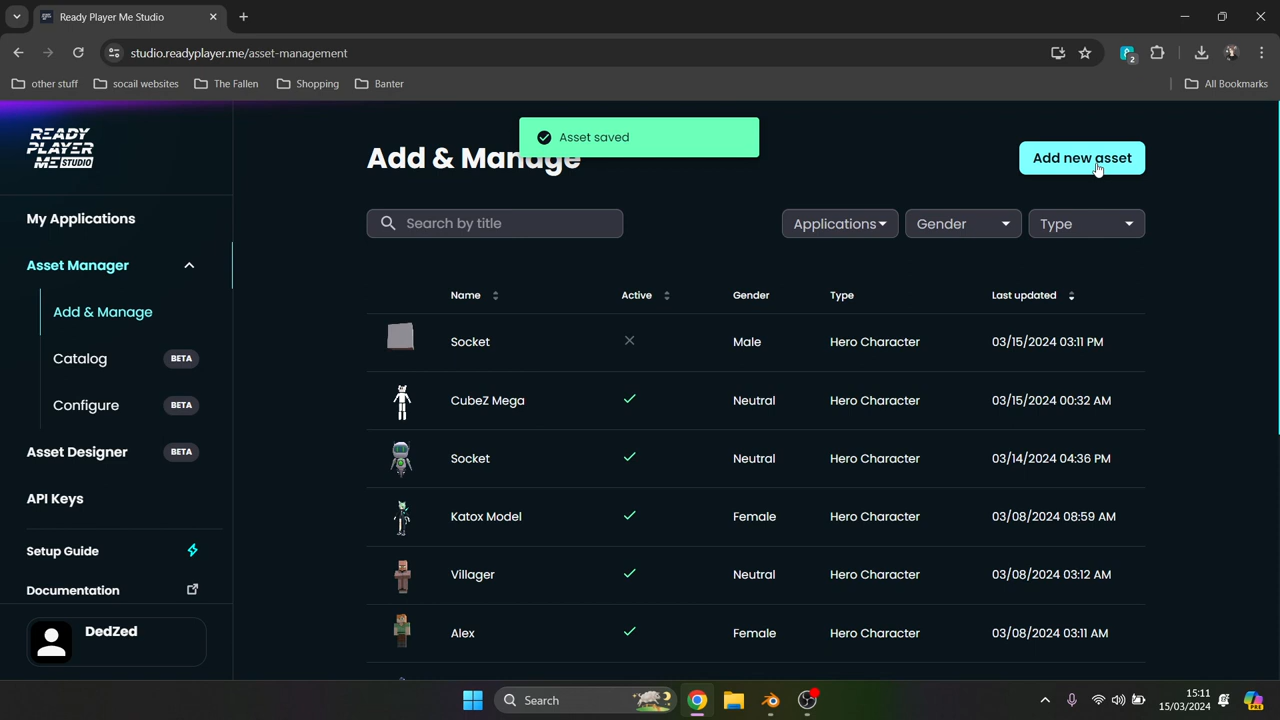 Ready Player Me Studio
studio.readyplayer.me/asset-management
2
other stuff
socail websites
The Fallen
Shopping
Banter
All Bookmarks
READY
PLAYER
ME STUDIO
My Applications
Asset Manager
Add & Manage
Catalog BETA
Configure BETA
Asset Designer BETA
API Keys
Setup Guide
Documentation
DedZed
Asset saved
Add & Manage
Add new asset
Search by title
Applications
Gender
Type
Name Active Gender Type Last updated
Socket Male Hero Character 03/15/2024 03:11 PM
CubeZ Mega Neutral Hero Character 03/15/2024 00:32 AM
Socket Neutral Hero Character 03/14/2024 04:36 PM
Katox Model Female Hero Character 03/08/2024 08:59 AM
Villager Neutral Hero Character 03/08/2024 03:12 AM
Alex Female Hero Character 03/08/2024 03:11 AM
Search
15:11
15/03/2024
PRE